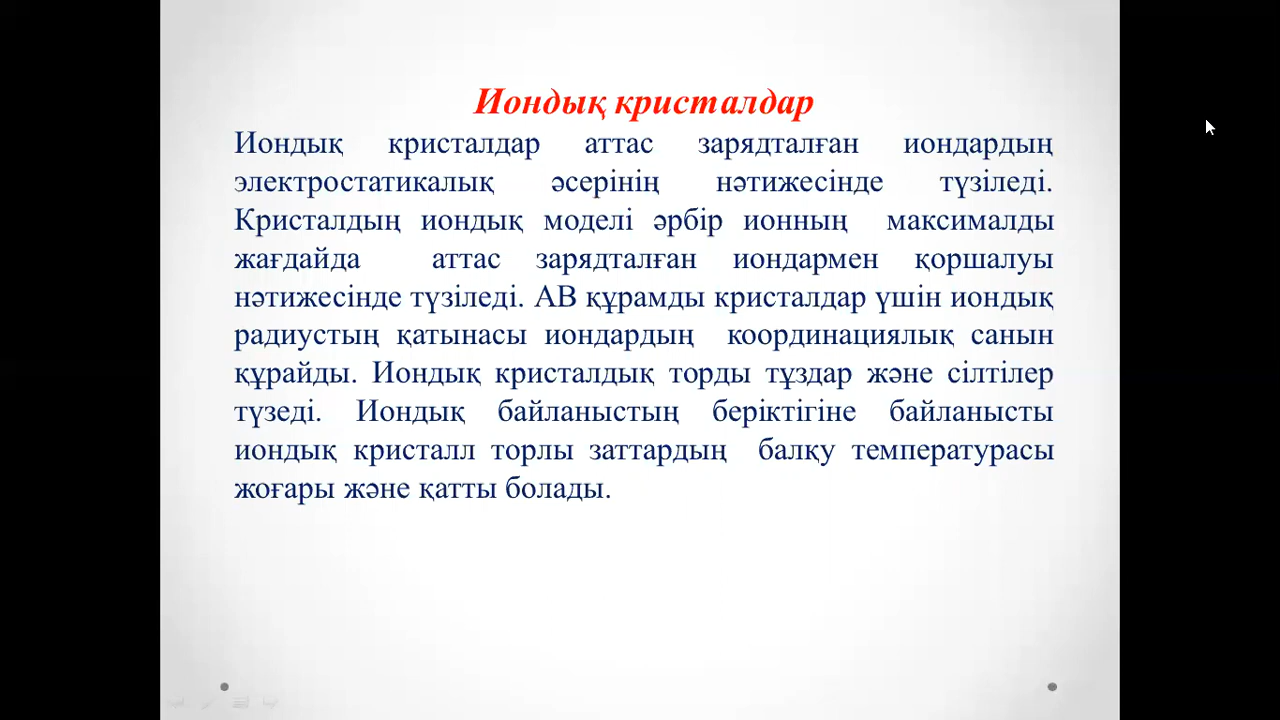 Иондық кристалдар
Иондық кристалдар аттас зарядталған иондардың
электростатикалық әсерінің нәтижесінде түзіледі.
Кристалдың иондық моделі әрбір ионның максималды
жағдайда аттас зарядталған иондармен қоршалуы
нәтижесінде түзіледі. АВ құрамды кристалдар үшін иондық
радиустың қатынасы иондардың координациялық санын
құрайды. Иондық кристалдық торды тұздар және сілтілер
түзеді. Иондық байланыстың беріктігіне байланысты
иондық кристалл торлы заттардың балқу температурасы
жоғары және қатты болады.